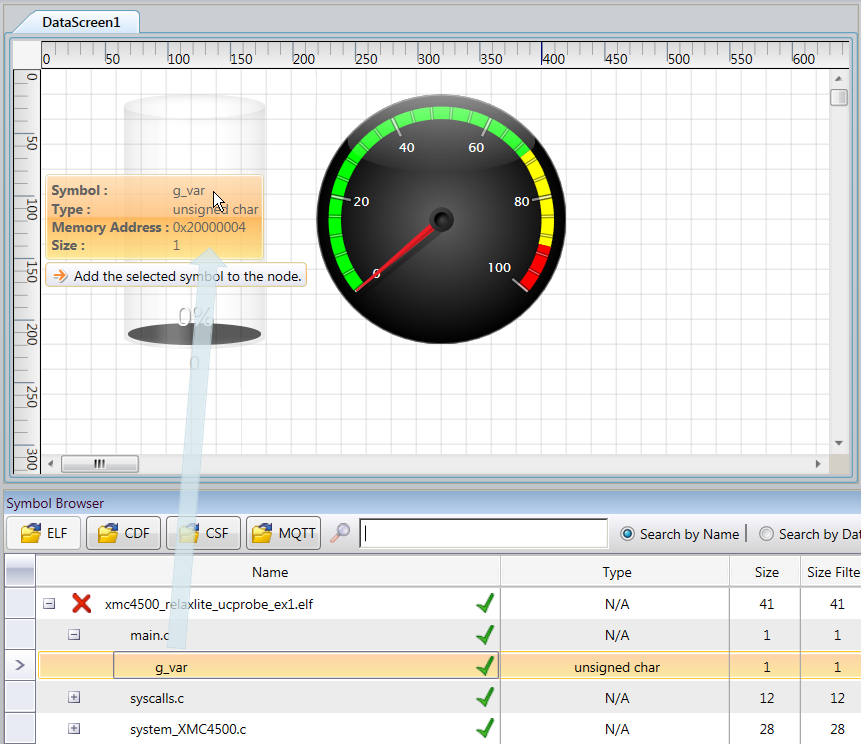 DataScreen1
0 50 100 150 200 250 300 350 400 450 500 550 600
0
50
100
150
200
250
300
40 60
20 80
0 100
Symbol : g_var
Type : unsigned char
Memory Address : 0x20000004
Size : 1
Add the selected symbol to the node.
0%
0
Symbol Browser
ELF CDF CSF MQTT Search by Name Search by Dat
Name Type Size Size Filte
xmc4500_relaxlite_ucprobe_ex1.elf N/A 41 41
main.c N/A 1 1
g_var unsigned char 1 1
syscalls.c N/A 12 12
system_XMC4500.c N/A 28 28